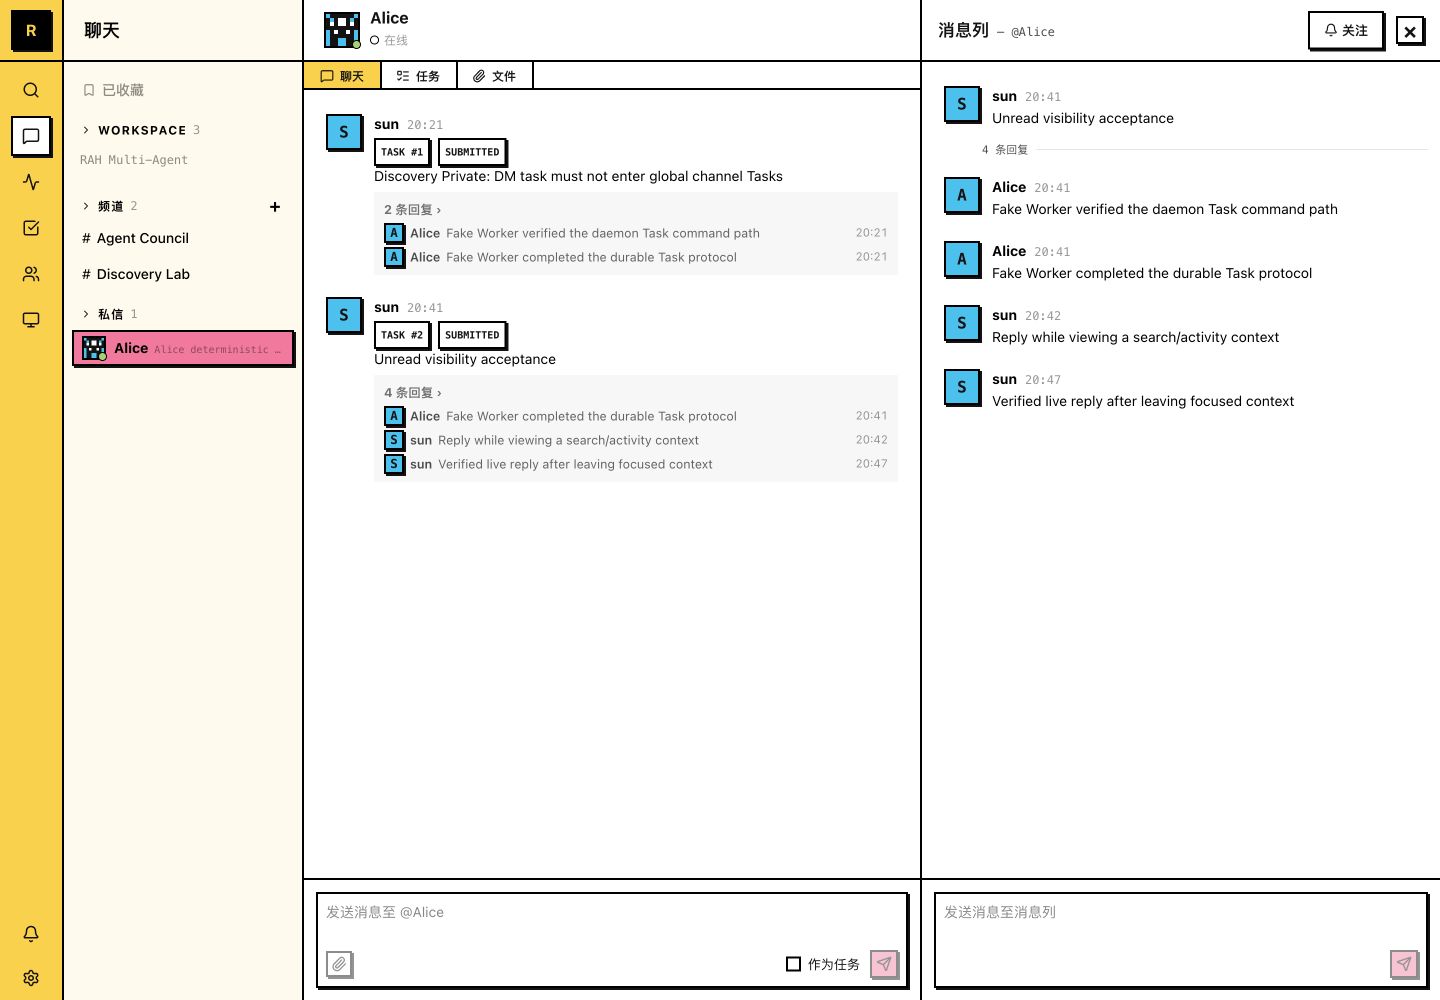 R
聊天
已收藏
WORKSPACE 3
RAH Multi-Agent
频道 2 +
# Agent Council
# Discovery Lab
私信 1
Alice Alice deterministic …
Alice
在线
聊天 任务 文件
S sun 20:21
TASK #1 SUBMITTED
Discovery Private: DM task must not enter global channel Tasks
2 条回复 ›
A Alice Fake Worker verified the daemon Task command path 20:21
A Alice Fake Worker completed the durable Task protocol 20:21
S sun 20:41
TASK #2 SUBMITTED
Unread visibility acceptance
4 条回复 ›
A Alice Fake Worker completed the durable Task protocol 20:41
S sun Reply while viewing a search/activity context 20:42
S sun Verified live reply after leaving focused context 20:47
发送消息至 @Alice
作为任务
消息列 — @Alice 关注
S sun 20:41
Unread visibility acceptance
4 条回复
A Alice 20:41
Fake Worker verified the daemon Task command path
A Alice 20:41
Fake Worker completed the durable Task protocol
S sun 20:42
Reply while viewing a search/activity context
S sun 20:47
Verified live reply after leaving focused context
发送消息至消息列